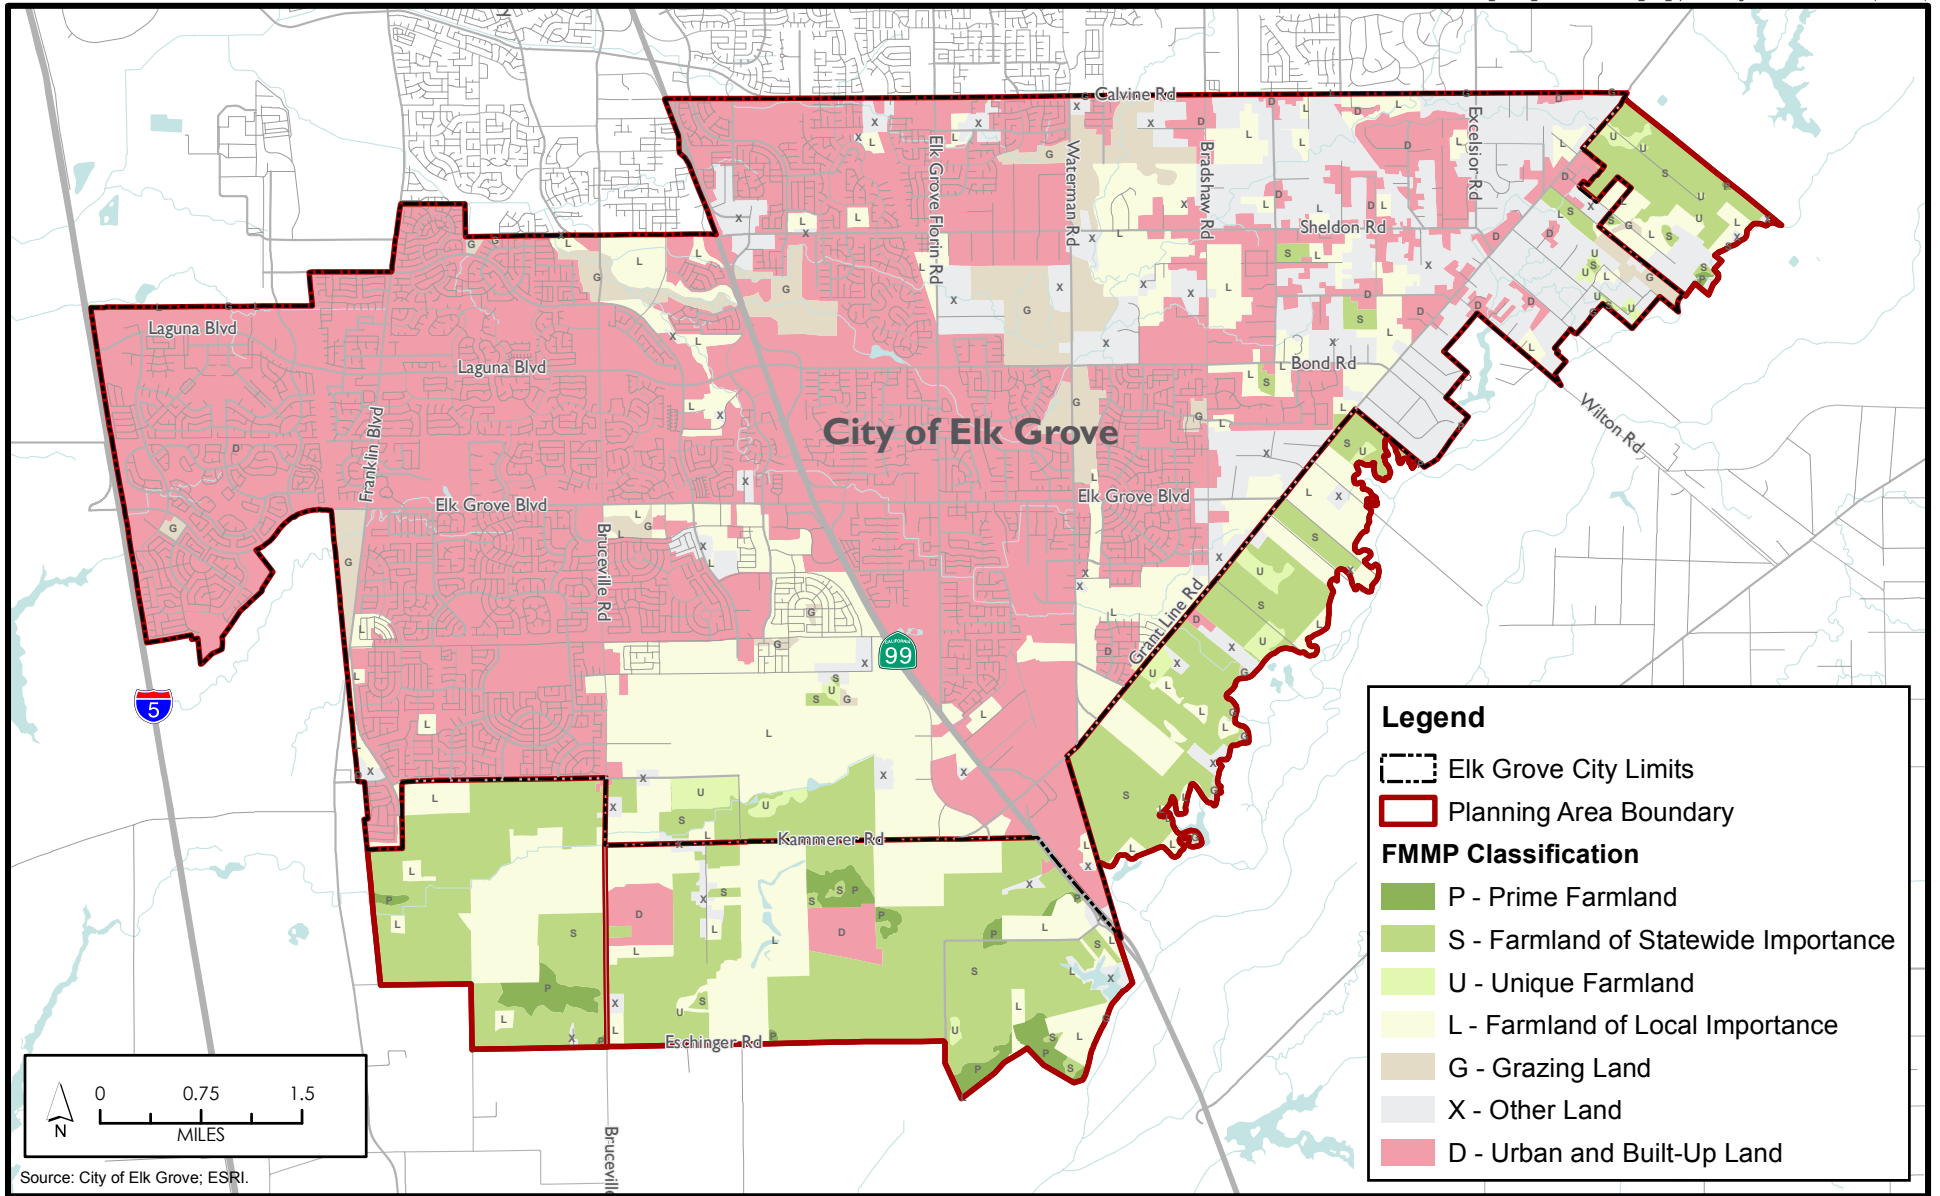 Calvine Rd
Elk Grove Florin Rd
Waterman Rd
Bradshaw Rd
Excelsior Rd
Sheldon Rd
Laguna Blvd
Laguna Blvd
Bond Rd
Wilton Rd
Franklin Blvd
City of Elk Grove
Elk Grove Blvd
Elk Grove Blvd
Bruceville Rd
Grant Line Rd
CALIFORNIA
99
5
Kammerer Rd
Eschinger Rd
Bruceville
Legend
Elk Grove City Limits
Planning Area Boundary
FMMP Classification
P - Prime Farmland
S - Farmland of Statewide Importance
U - Unique Farmland
L - Farmland of Local Importance
G - Grazing Land
X - Other Land
D - Urban and Built-Up Land
N
0 0.75 1.5
MILES
Source: City of Elk Grove; ESRI.